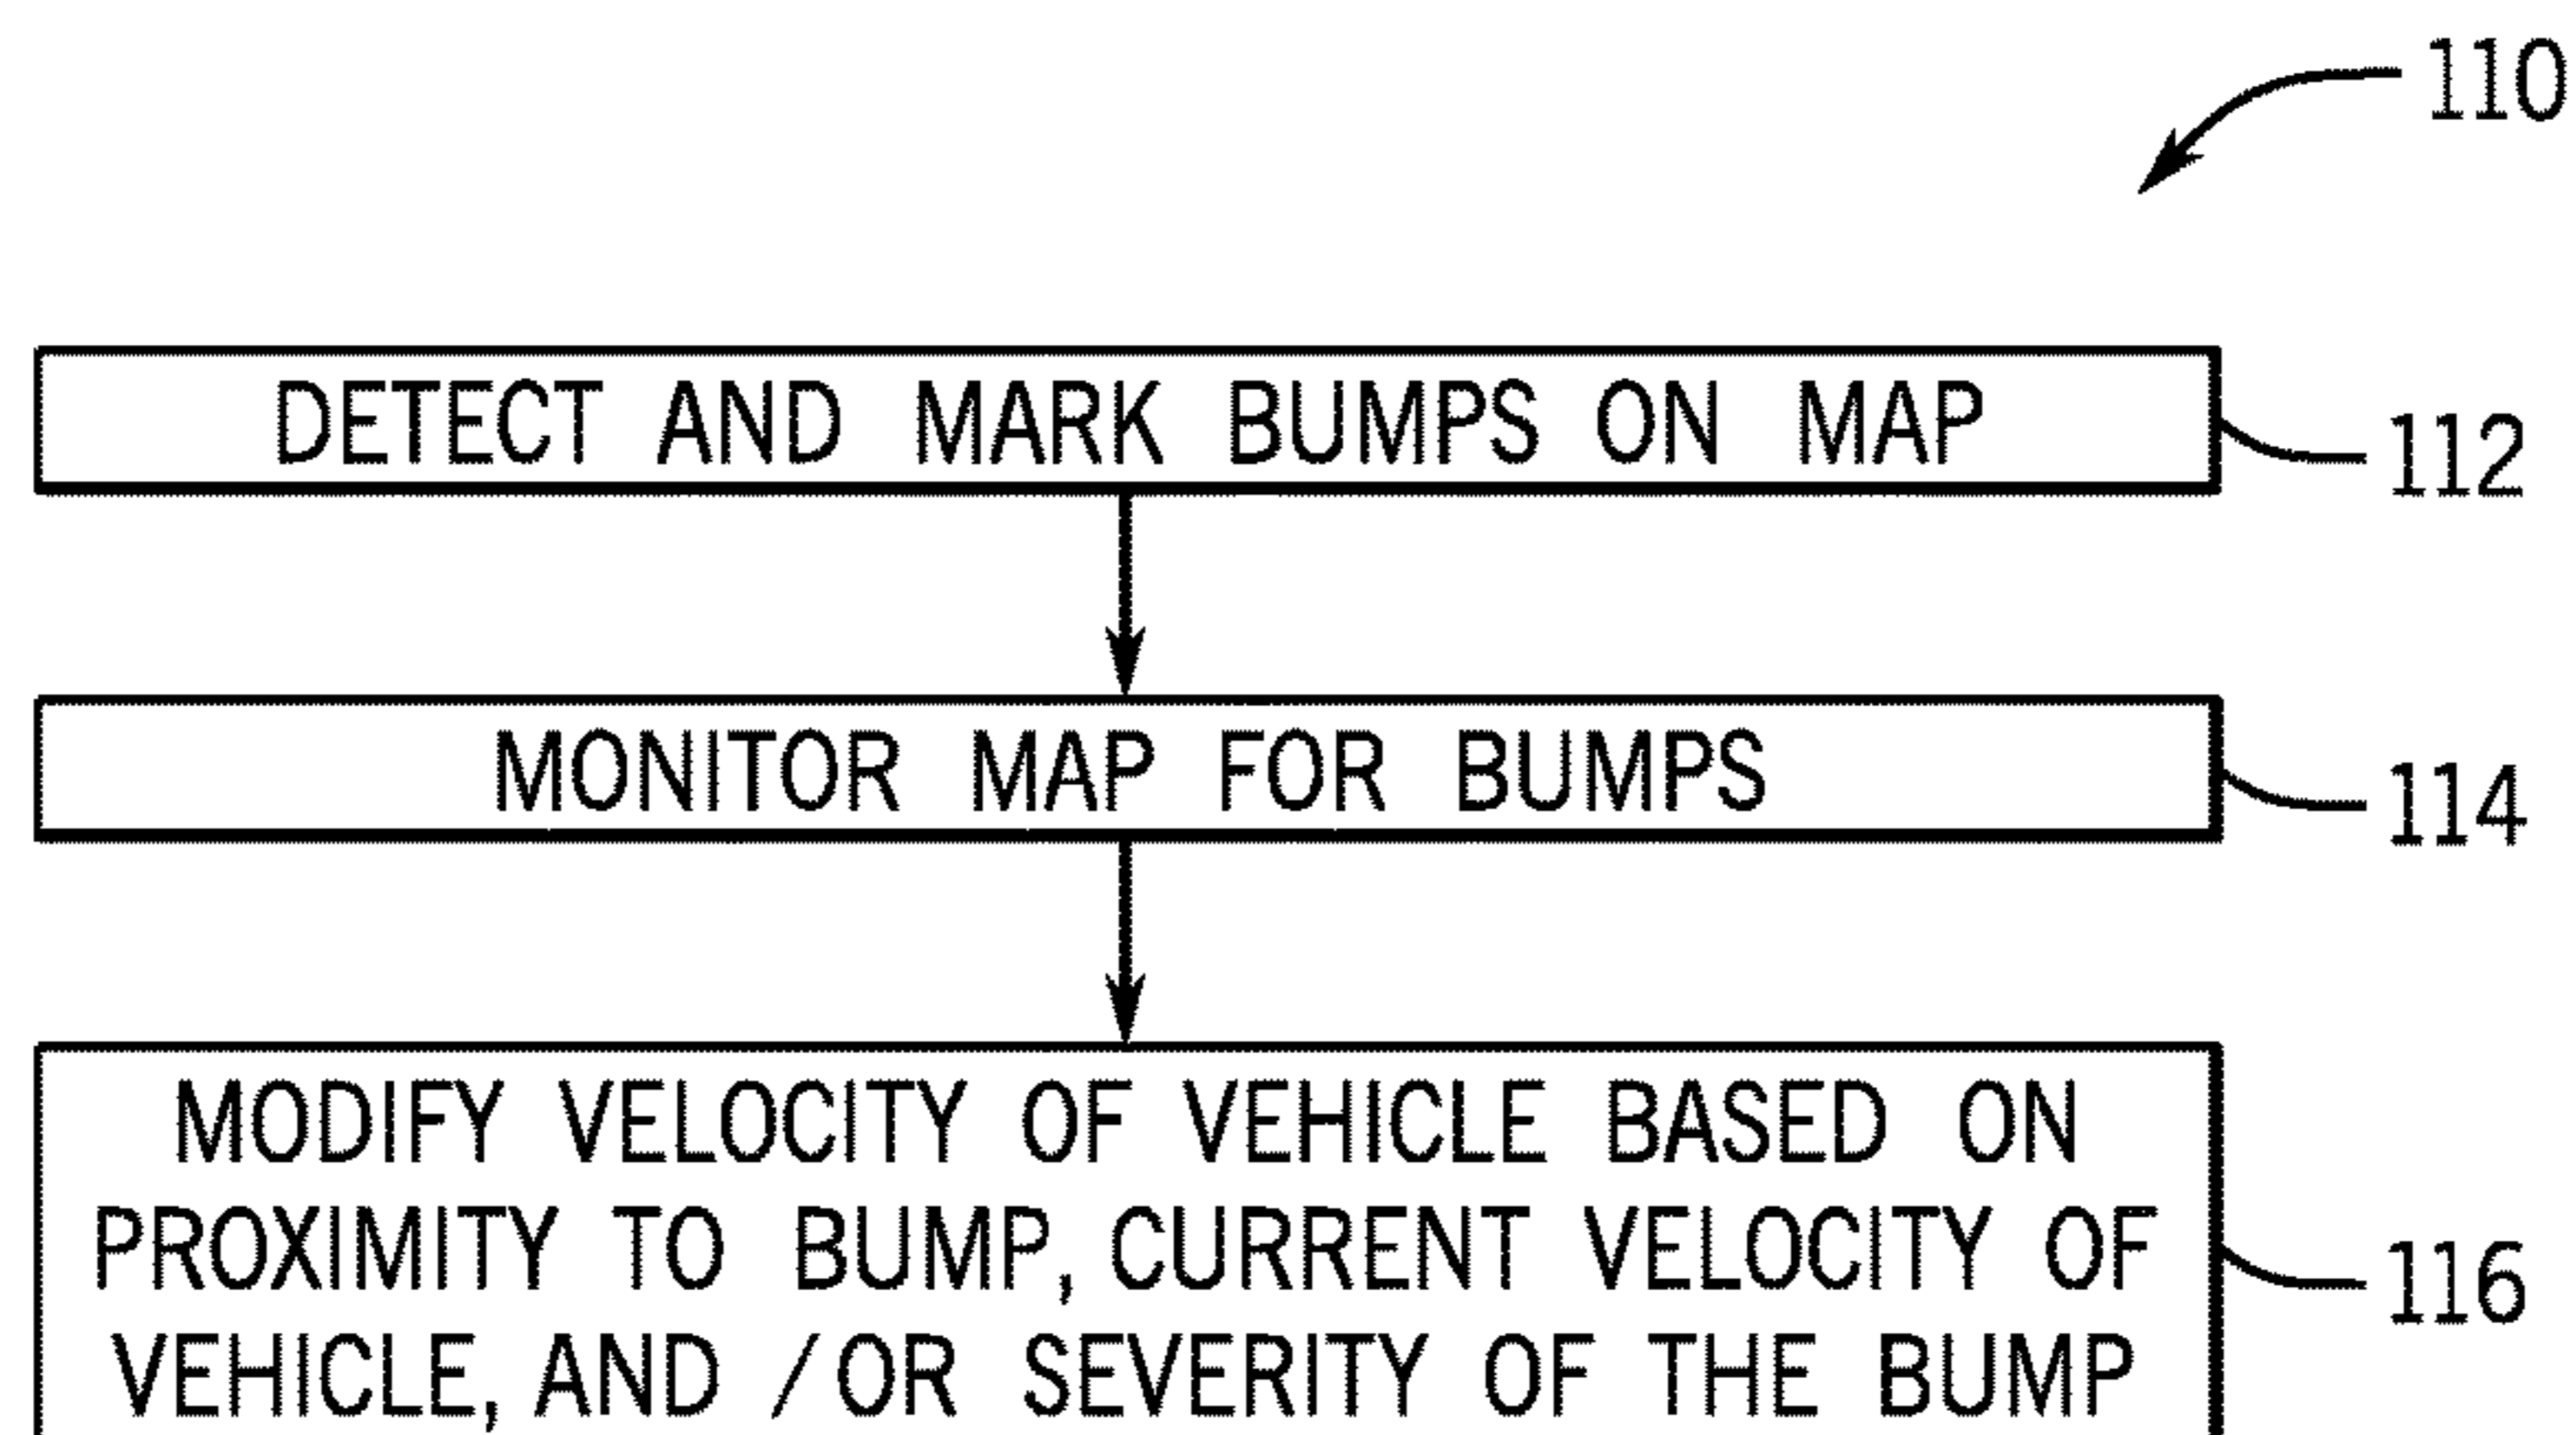 110
DETECT AND MARK BUMPS ON MAP
112
MONITOR MAP FOR BUMPS
114
MODIFY VELOCITY OF VEHICLE BASED ON
PROXIMITY TO BUMP, CURRENT VELOCITY OF
VEHICLE, AND /OR SEVERITY OF THE BUMP
116